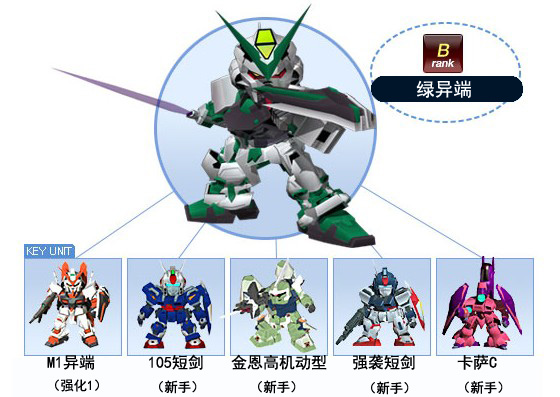 B
rank
绿异端
KEY UNIT
M1异端
(强化1)
105短剑
(新手)
金恩高机动型
(新手)
强袭短剑
(新手)
卡萨C
(新手)